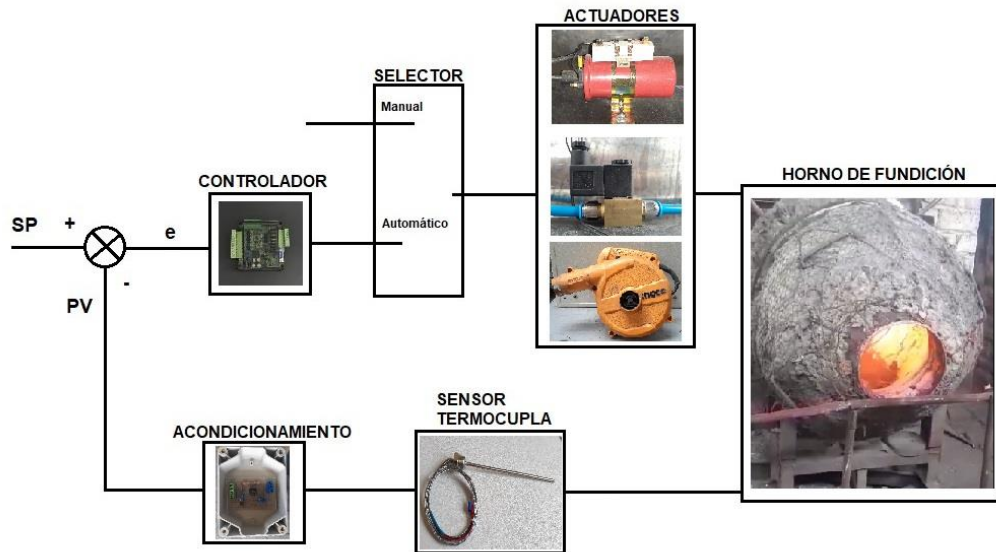 ACTUADORES
SELECTOR
Manual
HORNO DE FUNDICIÓN
CONTROLADOR
SP
+
e
Automático
-
PV
SENSOR
TERMOCUPLA
ACONDICIONAMIENTO